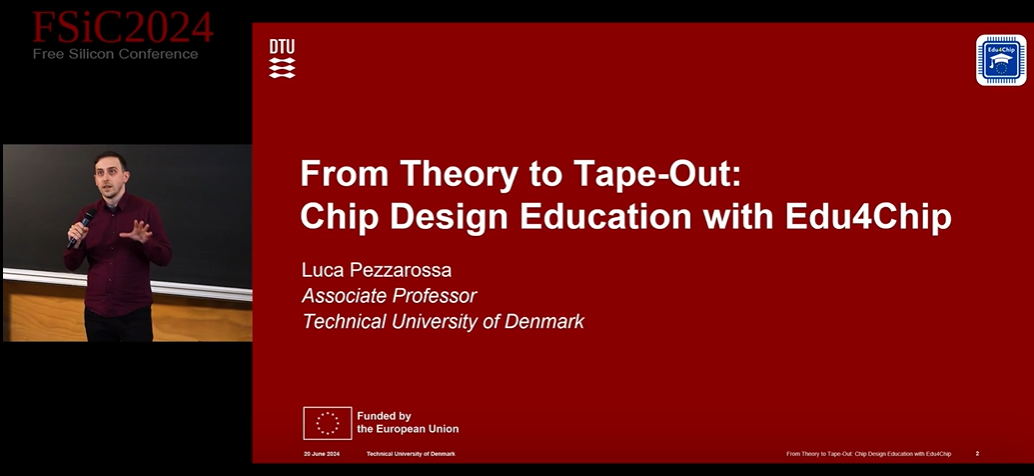 FSiC2024
Free Silicon Conference
DTU
Edu4Chip
From Theory to Tape-Out:
Chip Design Education with Edu4Chip
Luca Pezzarossa
Associate Professor
Technical University of Denmark
Funded by
the European Union
20 June 2024 Technical University of Denmark From Theory to Tape-Out: Chip Design Education with Edu4Chip 2